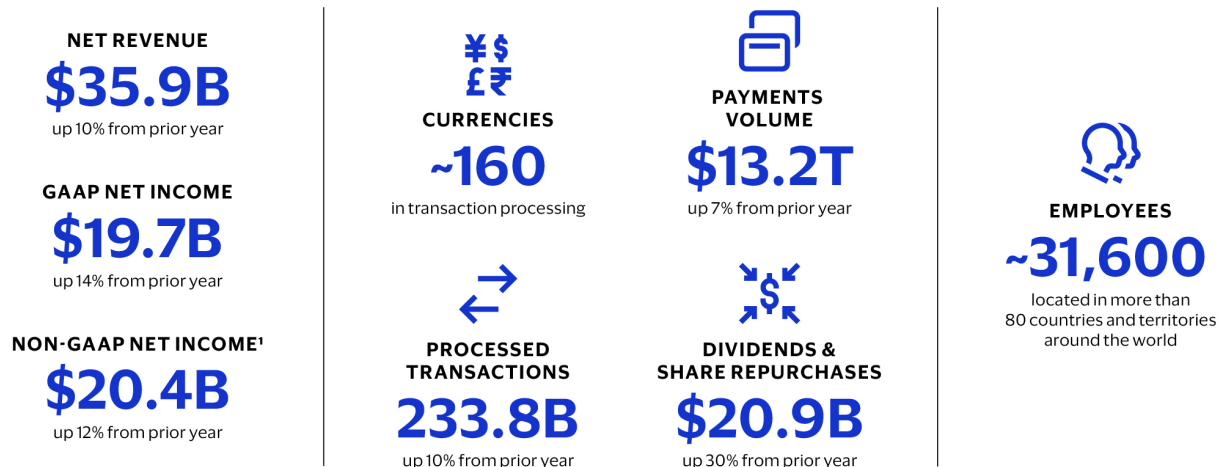 NET REVENUE
$35.9B
up 10% from prior year
GAAP NET INCOME
$19.7B
up 14% from prior year
NON-GAAP NET INCOME¹
$20.4B
up 12% from prior year
¥ $
£ ₹
CURRENCIES
~160
in transaction processing
PROCESSED
TRANSACTIONS
233.8B
up 10% from prior year
PAYMENTS
VOLUME
$13.2T
up 7% from prior year
$
DIVIDENDS &
SHARE REPURCHASES
$20.9B
up 30% from prior year
EMPLOYEES
~31,600
located in more than
80 countries and territories
around the world